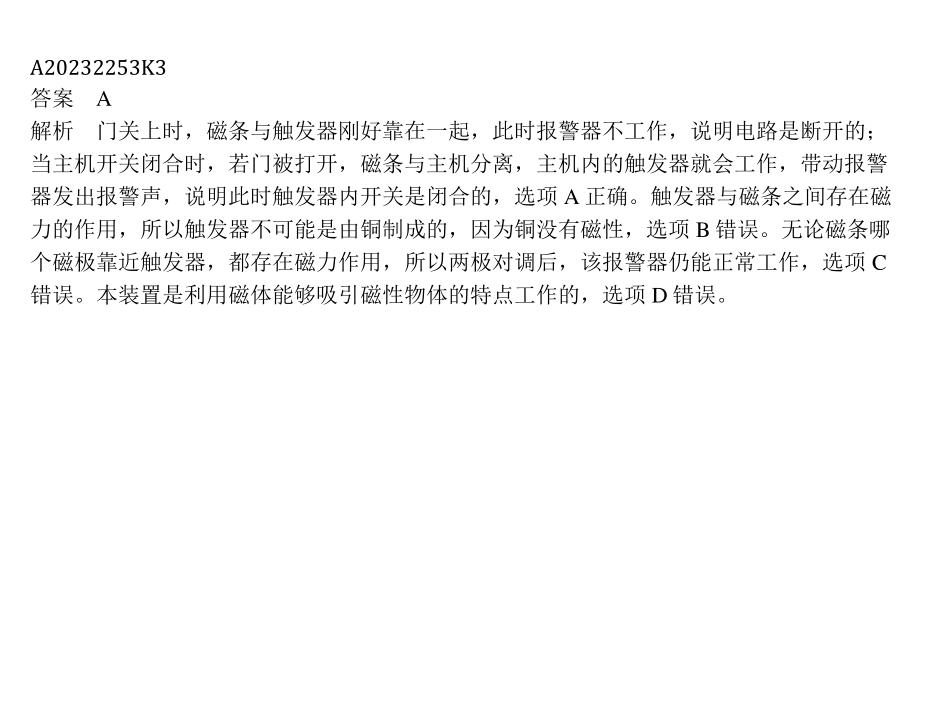 A20232253K3
答案　A
解析　门关上时，磁条与触发器刚好靠在一起，此时报警器不工作，说明电路是断开的；
当主机开关闭合时，若门被打开，磁条与主机分离，主机内的触发器就会工作，带动报警
器发出报警声，说明此时触发器内开关是闭合的，选项 A 正确。触发器与磁条之间存在磁
力的作用，所以触发器不可能是由铜制成的，因为铜没有磁性，选项 B 错误。无论磁条哪
个磁极靠近触发器，都存在磁力作用，所以两极对调后，该报警器仍能正常工作，选项 C
错误。本装置是利用磁体能够吸引磁性物体的特点工作的，选项 D 错误。